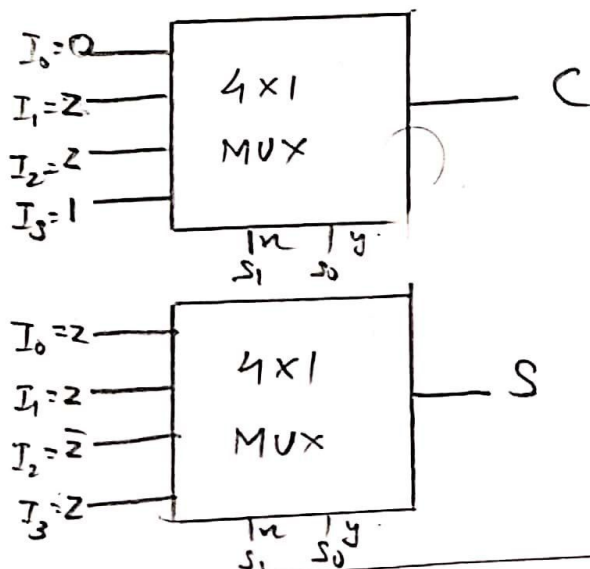 I₀=0
I₁=Z
I₂=Z
I₃=1
4×1
MUX
C
x y
S₁ S₀
I₀=Z
I₁=Z
I₂=Z̅
I₃=Z
4×1
MUX
S
x y
S₁ S₀